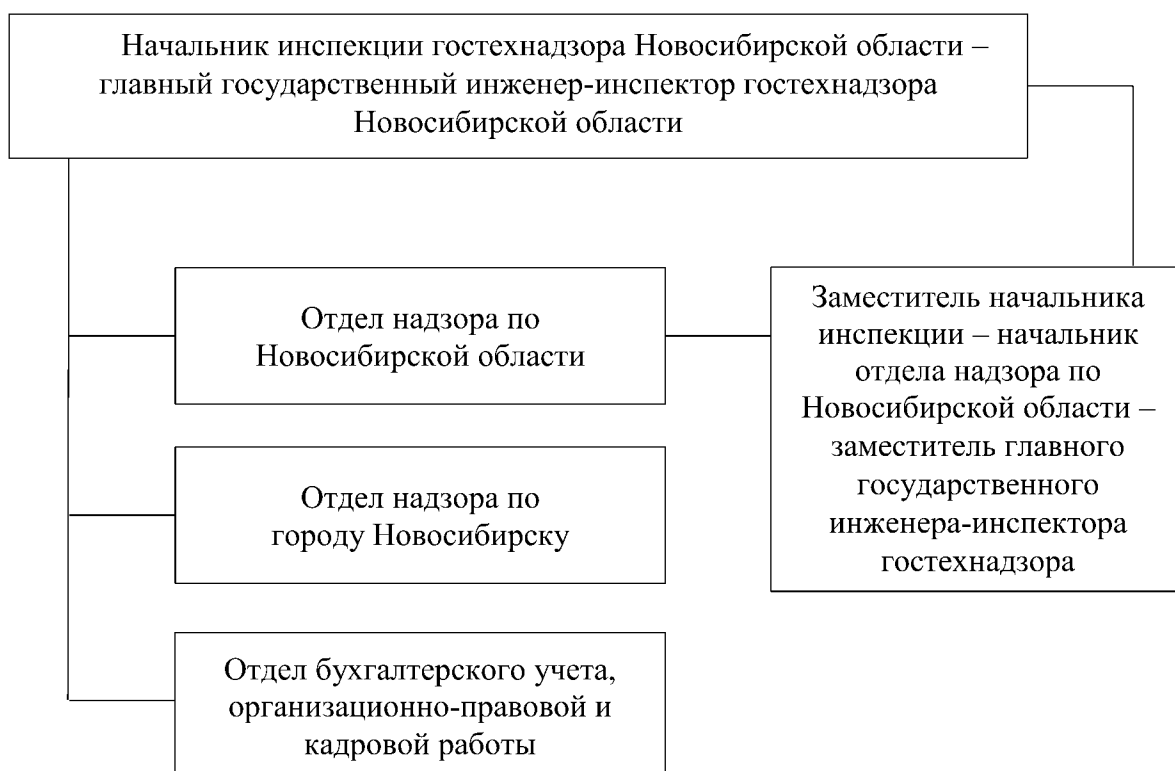 Начальник инспекции гостехнадзора Новосибирской области –
главный государственный инженер-инспектор гостехнадзора
Новосибирской области
Отдел надзора по
Новосибирской области
Заместитель начальника
инспекции – начальник
отдела надзора по
Новосибирской области –
заместитель главного
государственного
инженера-инспектора
гостехнадзора
Отдел надзора по
городу Новосибирску
Отдел бухгалтерского учета,
организационно-правовой и
кадровой работы